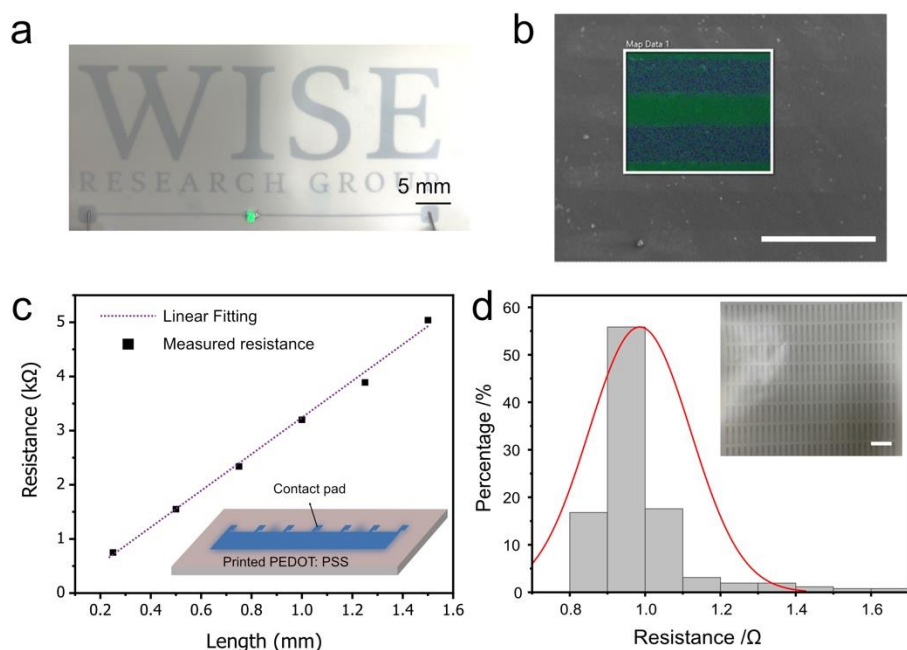 a
WISE
RESEARCH GROUP
5 mm
b
Map Data 1
c
Linear Fitting
Measured resistance
Contact pad
Printed PEDOT: PSS
Resistance (kΩ)
5
4
3
2
1
0
0.2 0.4 0.6 0.8 1.0 1.2 1.4 1.6
Length (mm)
d
Percentage /%
60
50
40
30
20
10
0
0.8 1.0 1.2 1.4 1.6
Resistance /Ω